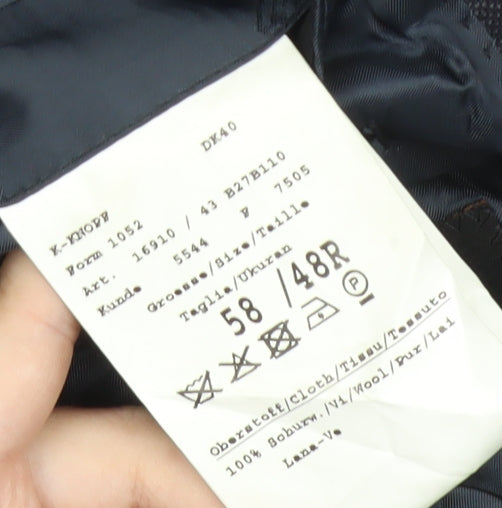 DK40
K-KNOPF
Form 1052
Art. 16910 / 43 B27B110
Kunde 5544 F 7505
Groesse/Size/Taille
Taglia/Ukuran
58 /48R
P
Oberstoff/Cloth/Tissu/Tessuto
100% Schurw./Vi/Wool/Pur/Lai
Lana-Ve